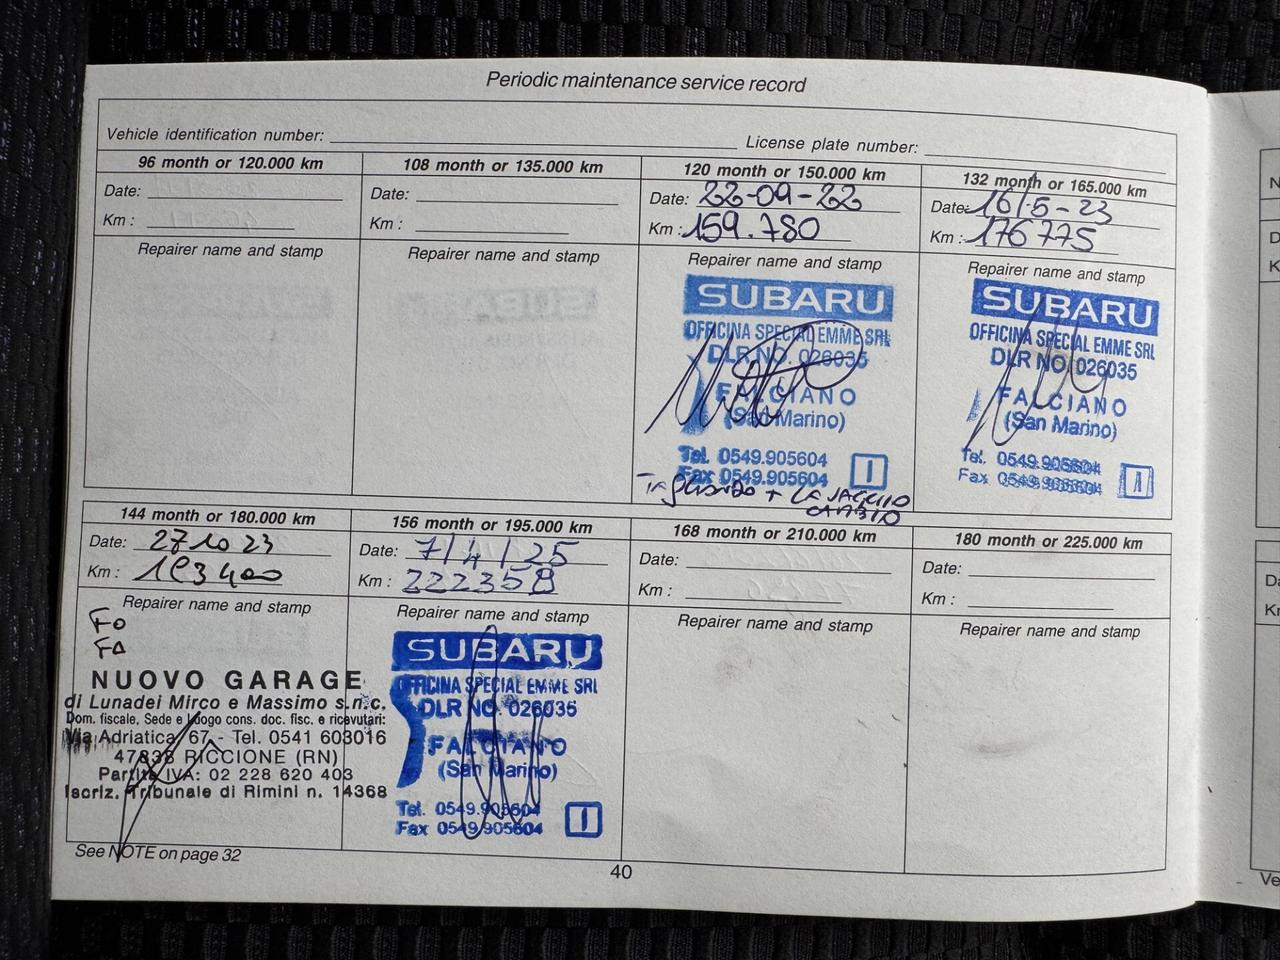 Periodic maintenance service record
Vehicle identification number:
License plate number:
96 month or 120.000 km
Date:
Km :
Repairer name and stamp
108 month or 135.000 km
Date:
Km :
Repairer name and stamp
120 month or 150.000 km
Date: 22-09-22
Km : 159.780
Repairer name and stamp
SUBARU
OFFICINA SPECIAL EMME SRL
DLR NO. 026035
FALCIANO
(San Marino)
Tel. 0549.905604
Fax 0549.905604
1
Tagliando + Lavaggio
cambio
132 month or 165.000 km
Date: 16/5-23
Km : 176775
Repairer name and stamp
SUBARU
OFFICINA SPECIAL EMME SRL
DLR NO. 026035
FALCIANO
(San Marino)
Tel. 0549.905604
Fax 0549.905604
1
144 month or 180.000 km
Date: 27 10 23
Km : 193400
Repairer name and stamp
FO
FA
NUOVO GARAGE
di Lunadei Mirco e Massimo s.n.c.
Dom. fiscale, Sede e luogo cons. doc. fisc. e ricevutari:
Via Adriatica 67 - Tel. 0541 603016
47838 RICCIONE (RN)
Partita IVA: 02 228 620 403
Iscriz. Tribunale di Rimini n. 14368
156 month or 195.000 km
Date: 7/4/25
Km : 222358
Repairer name and stamp
SUBARU
OFFICINA SPECIAL EMME SRL
DLR NO. 026035
FALCIANO
(San Marino)
Tel. 0549.905604
Fax 0549.905604
1
168 month or 210.000 km
Date:
Km :
Repairer name and stamp
180 month or 225.000 km
Date:
Km :
Repairer name and stamp
See NOTE on page 32
40